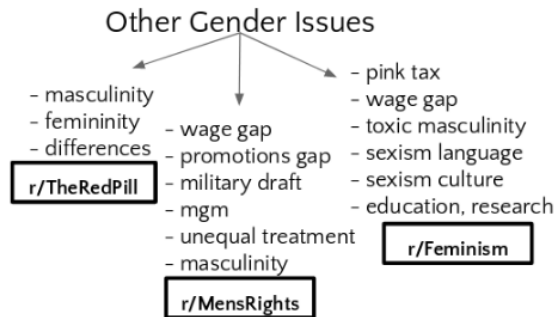 Other Gender Issues
- masculinity
- femininity
- differences
r/TheRedPill
- wage gap
- promotions gap
- military draft
- mgm
- unequal treatment
- masculinity
r/MensRights
- pink tax
- wage gap
- toxic masculinity
- sexism language
- sexism culture
- education, research
r/Feminism